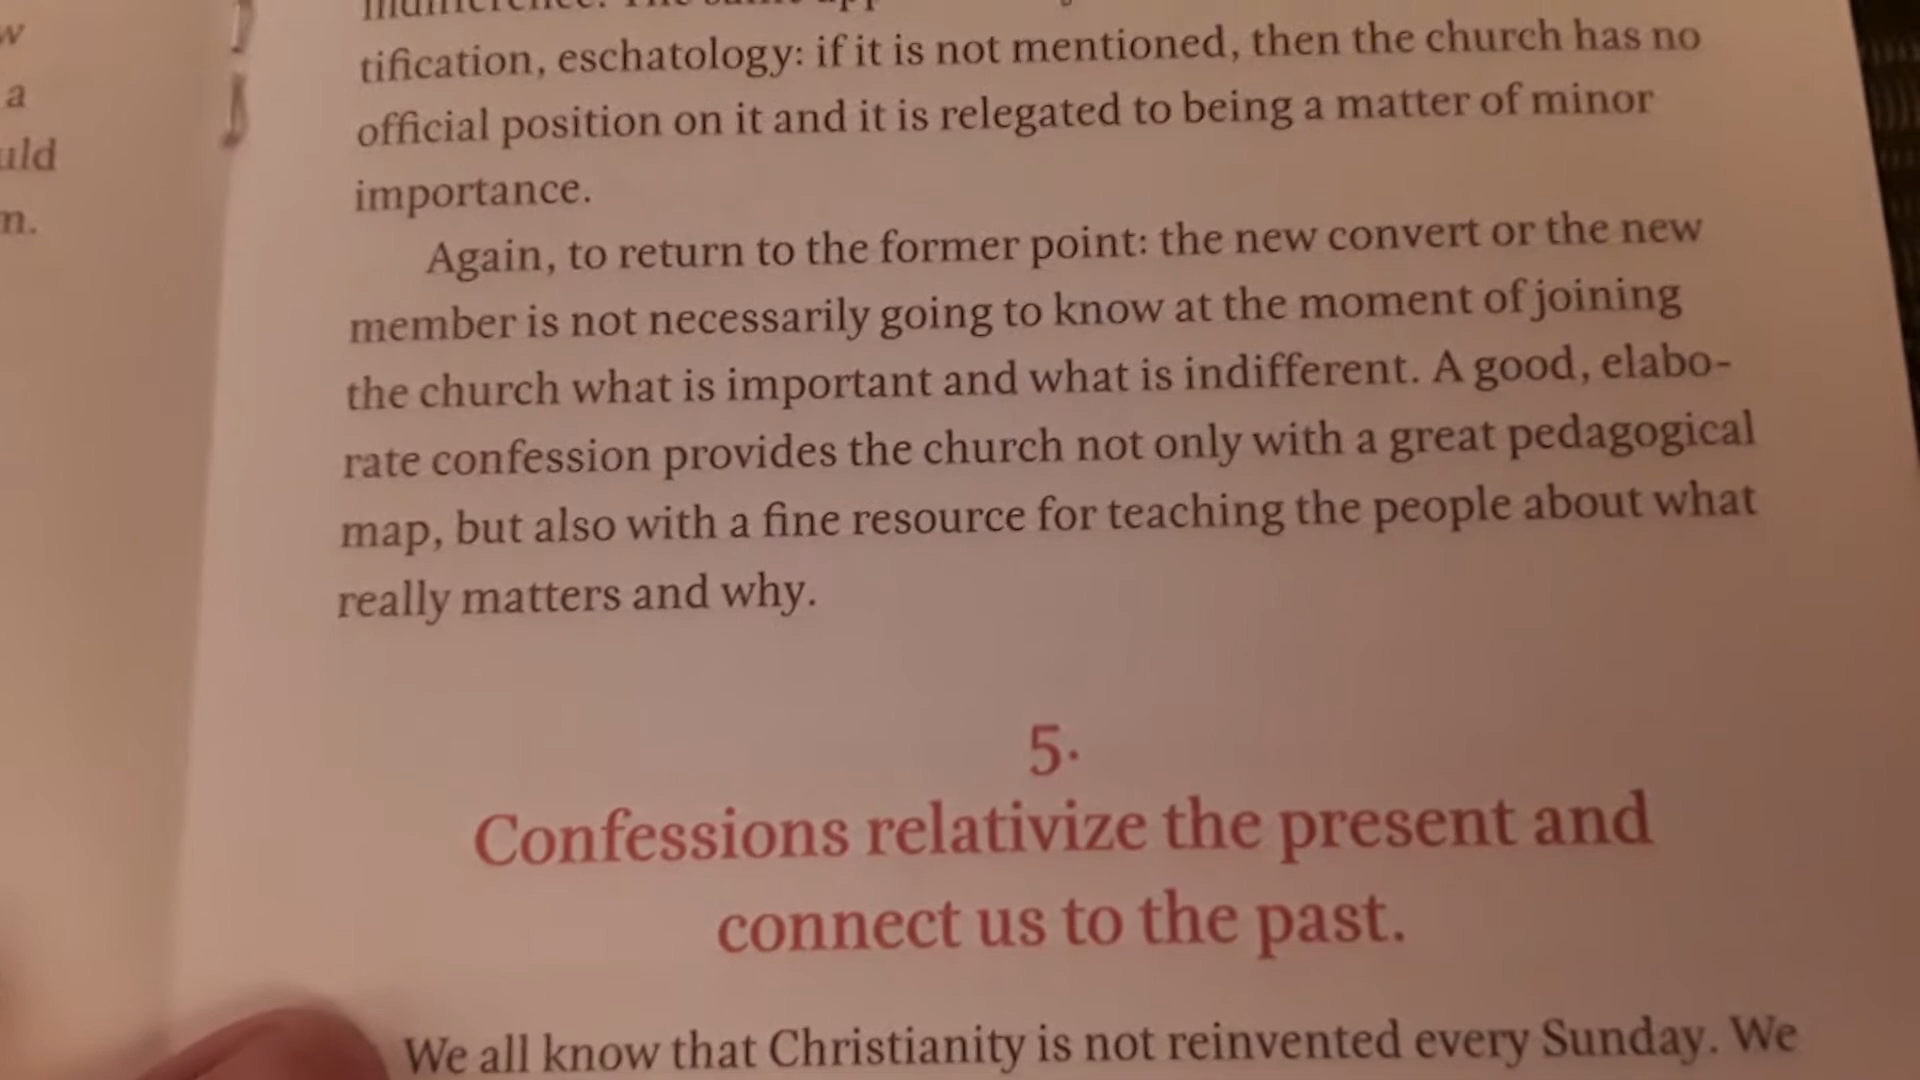 w
a
uld
n.
indifference. The same app
tification, eschatology: if it is not mentioned, then the church has no
official position on it and it is relegated to being a matter of minor
importance.
Again, to return to the former point: the new convert or the new
member is not necessarily going to know at the moment of joining
the church what is important and what is indifferent. A good, elabo-
rate confession provides the church not only with a great pedagogical
map, but also with a fine resource for teaching the people about what
really matters and why.
5.
Confessions relativize the present and
connect us to the past.
We all know that Christianity is not reinvented every Sunday. We